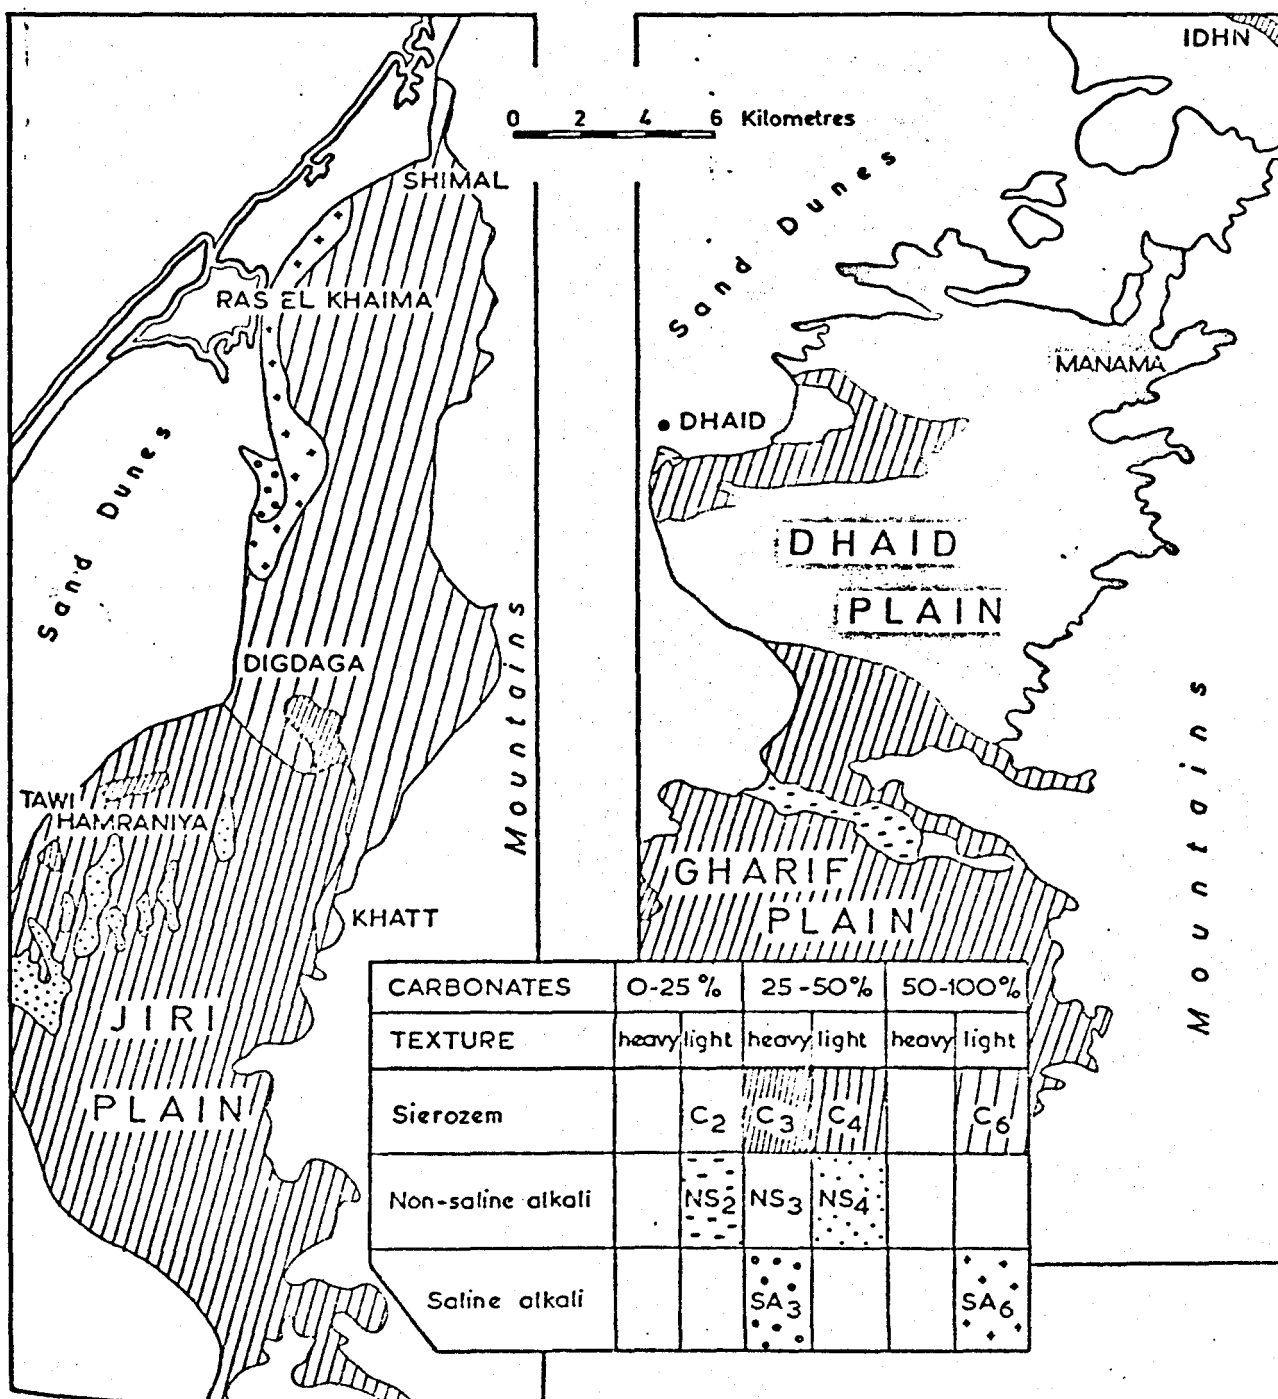 IDHN
0 2 4 6 Kilometres
SHIMAL
Sand Dunes
RAS EL KHAIMA
MANAMA
DHAID
Sand Dunes
DHAID
PLAIN
Mountains
DIGDAGA
Mountains
TAWI
HAMRANIYA
GHARIF
PLAIN
KHATT
JIRI
PLAIN
CARBONATES 0-25% 25-50% 50-100%
TEXTURE heavy light heavy light heavy light
Sierozem C2 C3 C4 C6
Non-saline alkali NS2 NS3 NS4
Saline alkali SA3 SA6